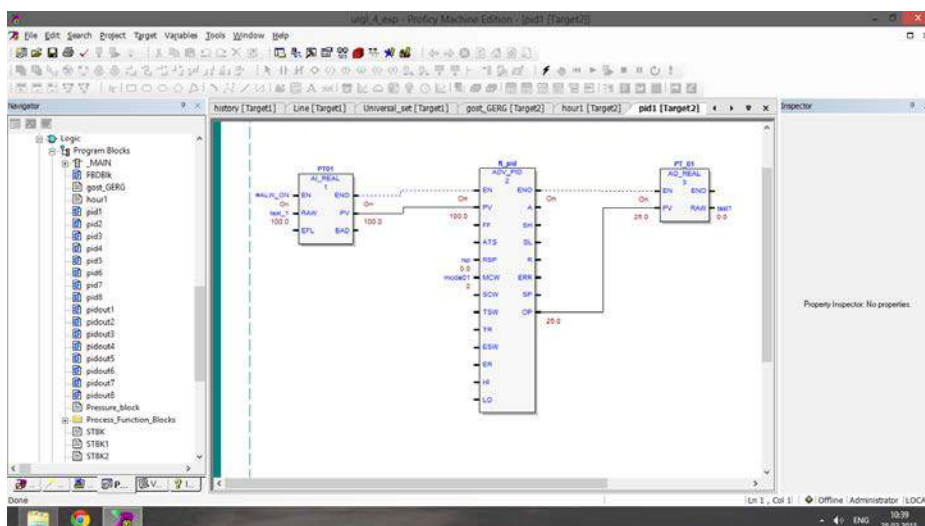 uirgl_4_exp - Proficy Machine Edition - [pid1 [Target2]]
File Edit Search Project Target Variables Tools Window Help
Navigator
history [Target1] Line [Target1] Universal_set [Target1] gost_GERG [Target2] hour1 [Target2] pid1 [Target2]
Inspector
Logic
Program Blocks
_MAIN
FBDBlk
gost_GERG
hour1
pid1
pid2
pid3
pid4
pid5
pid6
pid7
pid8
pidout1
pidout2
pidout3
pidout4
pidout5
pidout6
pidout7
pidout8
Pressure_block
Process_Function_Blocks
STBK
STBK1
STBK2
PT01
AI_REAL
1
EN ENO
On On
RAW PV
100.0 100.0
EFL BAD
ADV_PID
2
EN ENO
On On
PV A
100.0
FF SH
ATS SL
rsp RSP R
0.0
mode01 MCW ERR
2
SCW SP
TSW OP
25.0
TR
ESW
ER
HI
LO
PT_01
3
EN ENO
On
PV RAW
25.0 0.0
Property Inspector: No properties.
Done
Ln 1, Col 1 Offline Administrator LOCA
ENG 10:39